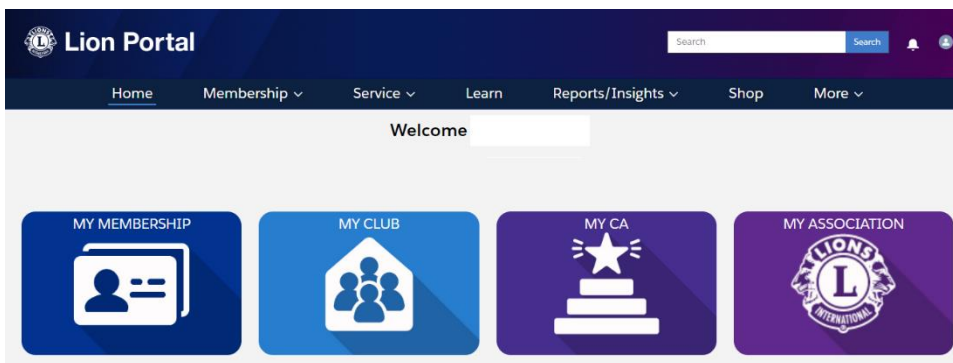 Lion Portal
Search Search
Home Membership Service Learn Reports/Insights Shop More
Welcome
MY MEMBERSHIP MY CLUB MY CA MY ASSOCIATION
LIONS
L
INTERNATIONAL